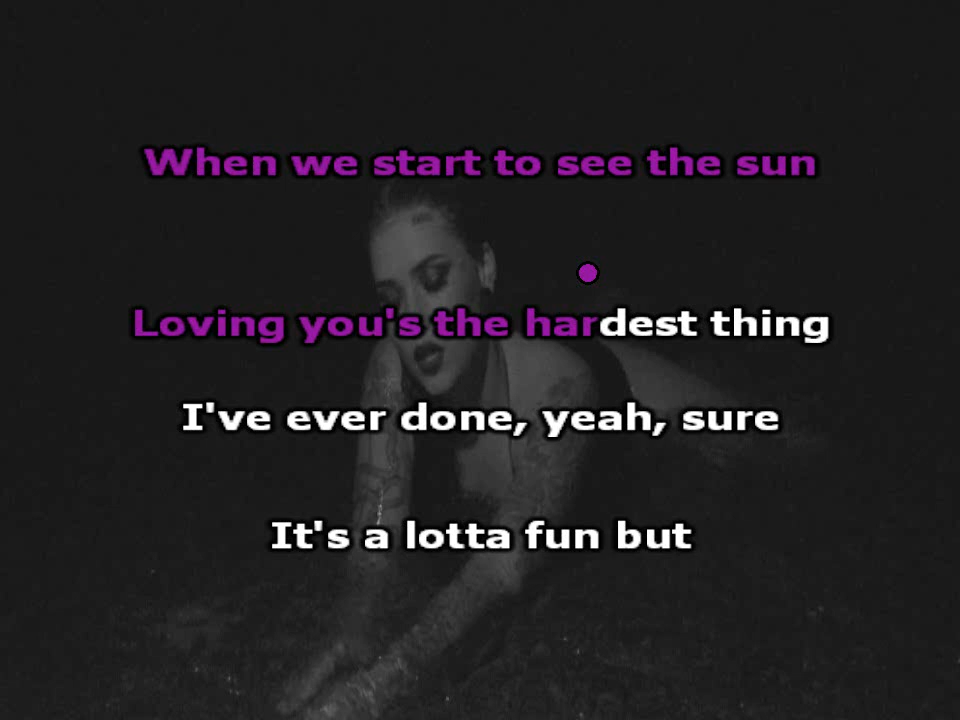 When we start to see the sun
Loving you's the hardest thing
I've ever done, yeah, sure
It's a lotta fun but